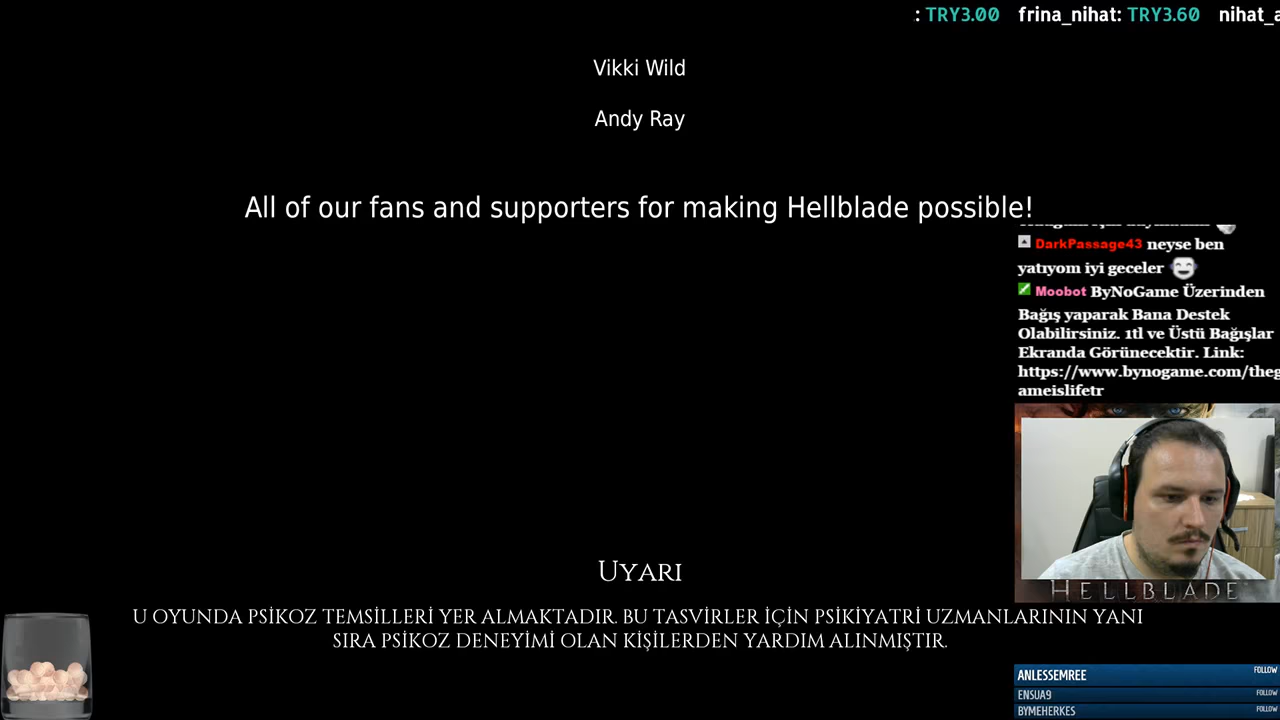 : TRY3.00 frina_nihat: TRY3.60 nihat_a
Vikki Wild
Andy Ray
All of our fans and supporters for making Hellblade possible!
DarkPassage43 neyse ben
yatıyom iyi geceler
Moobot ByNoGame Üzerinden
Bağış yaparak Bana Destek
Olabilirsiniz. 1tl ve Üstü Bağışlar
Ekranda Görünecektir. Link:
https://www.bynogame.com/theg
ameislifetr
HELLBLADE
UYARI
U OYUNDA PSİKOZ TEMSİLLERİ YER ALMAKTADIR. BU TASVİRLER İÇİN PSİKİYATRİ UZMANLARININ YANI
SIRA PSİKOZ DENEYİMİ OLAN KİŞİLERDEN YARDIM ALINMIŞTIR.
ANLESSEMREE FOLLOW
ENSUA9 FOLLOW
BYMEHERKES FOLLOW